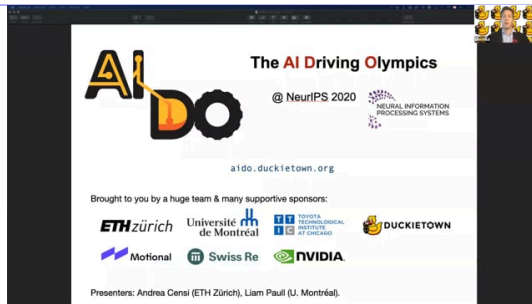 AI
DO
The AI Driving Olympics
@ NeurIPS 2020
NEURAL INFORMATION
PROCESSING SYSTEMS
aido.duckietown.org
Brought to you by a huge team & many supportive sponsors:
ETH zürich
Université
de Montréal
TTIC
TOYOTA
TECHNOLOGICAL
INSTITUTE
AT CHICAGO
DUCKIETOWN
Motional
Swiss Re
NVIDIA.
Presenters: Andrea Censi (ETH Zürich), Liam Paull (U. Montréal).